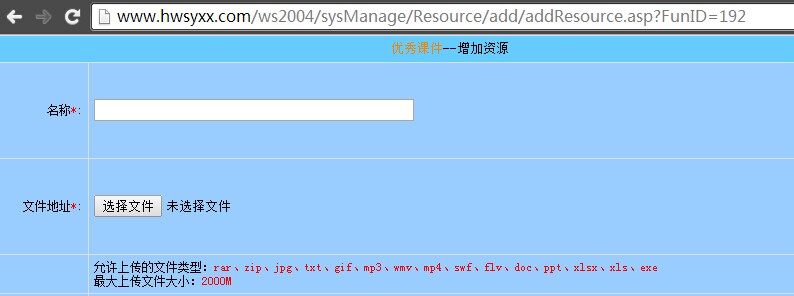 www.hwsyxx.com/ws2004/sysManage/Resource/add/addResource.asp?FunID=192
优秀课件--增加资源
名称*:
文件地址*: 选择文件 未选择文件
允许上传的文件类型：rar、zip、jpg、txt、gif、mp3、wmv、mp4、swf、flv、doc、ppt、xlsx、xls、exe
最大上传文件大小：2000M